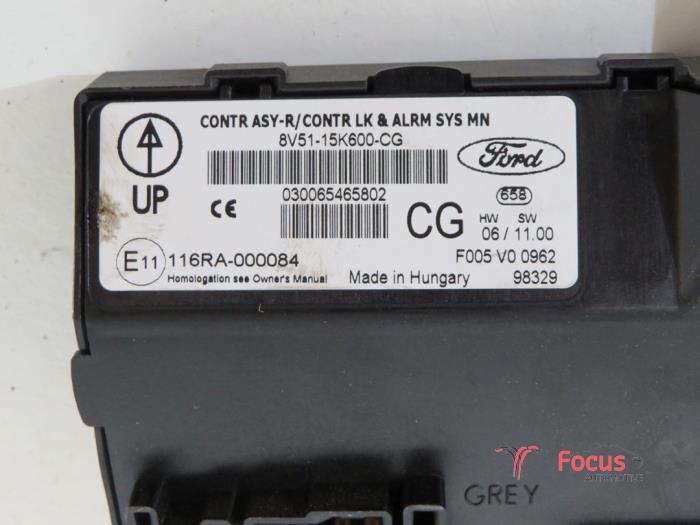 CONTR ASY-R/CONTR LK & ALRM SYS MN
8V51-15K600-CG
Ford
UP
CE
030065465802
CG
658
HW SW
06 / 11.00
E11 116RA-000084
F005 V0 0962
Homologation see Owner's Manual
Made in Hungary
98329
GREY
Focus
AUTOMOTIVE